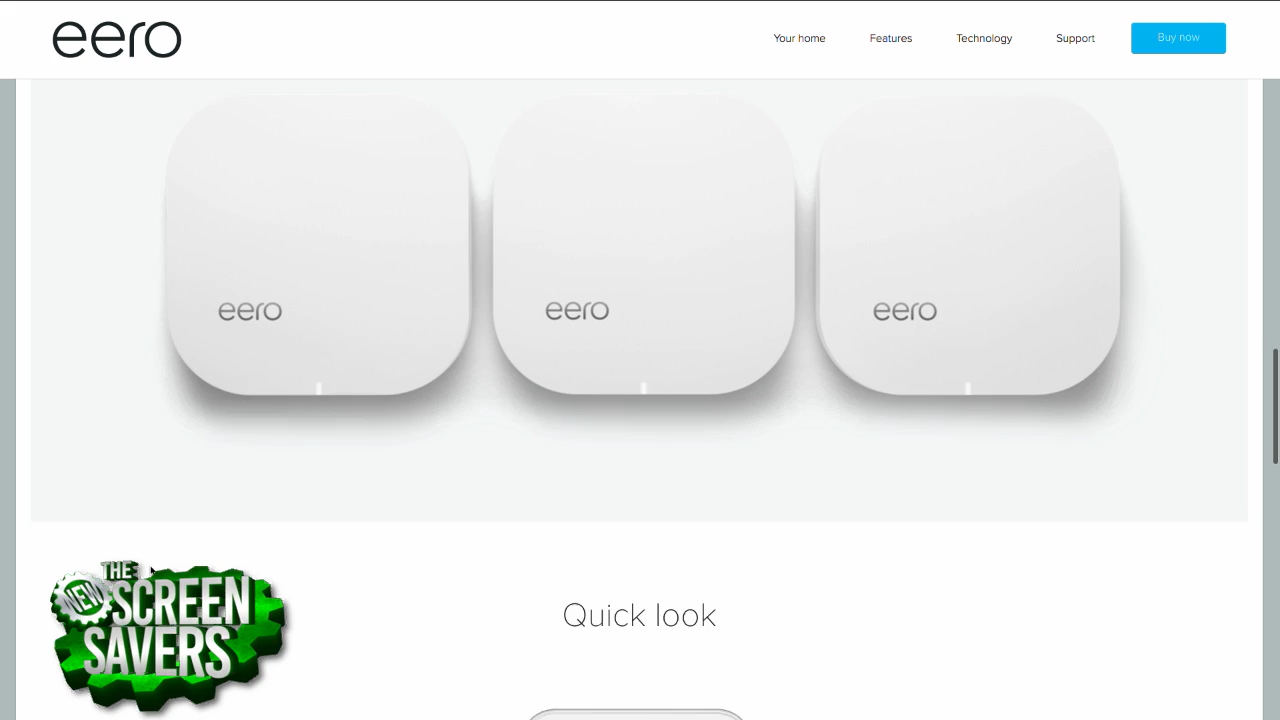 eero
Your home
Features
Technology
Support
Buy now
eero
eero
eero
THE
NEW
SCREEN
SAVERS
Quick look